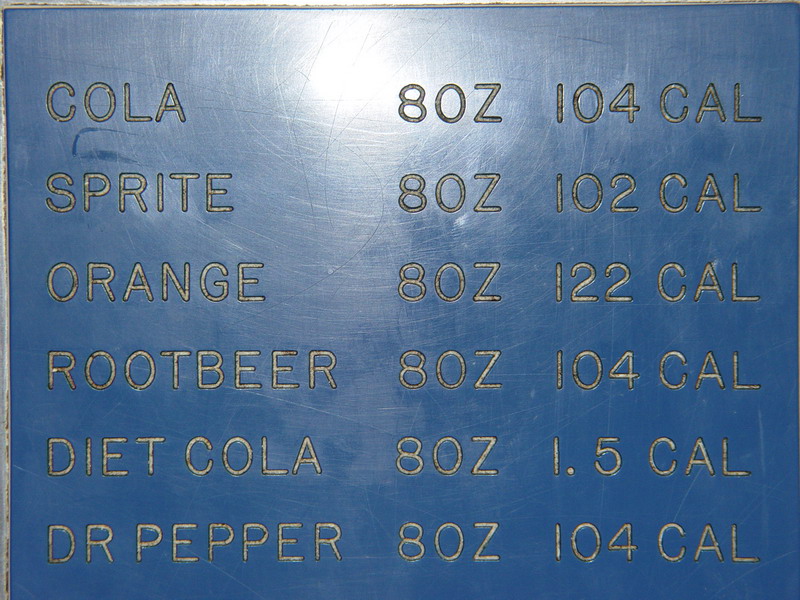 COLA 8OZ 104 CAL
SPRITE 8OZ 102 CAL
ORANGE 8OZ 122 CAL
ROOTBEER 8OZ 104 CAL
DIET COLA 8OZ 1.5 CAL
DR PEPPER 8OZ 104 CAL